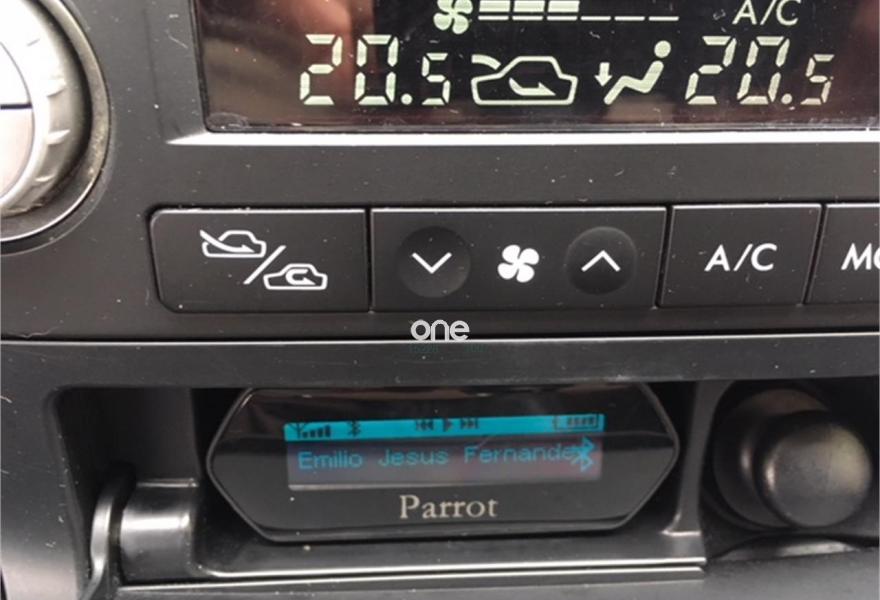 A/C
20.5 20.5
A/C
one
Emilio Jesus Fernande
Parrot